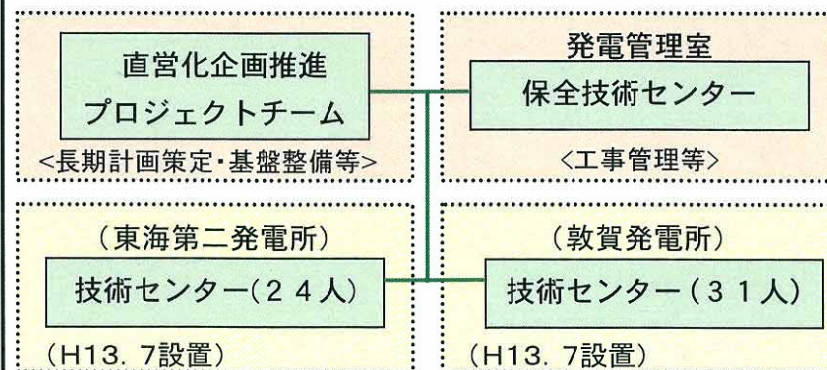 直営化企画推進
プロジェクトチーム
<長期計画策定・基盤整備等>
発電管理室
保全技術センター
<工事管理等>
(東海第二発電所)
技術センター(24人)
(H13.7設置)
(敦賀発電所)
技術センター(31人)
(H13.7設置)